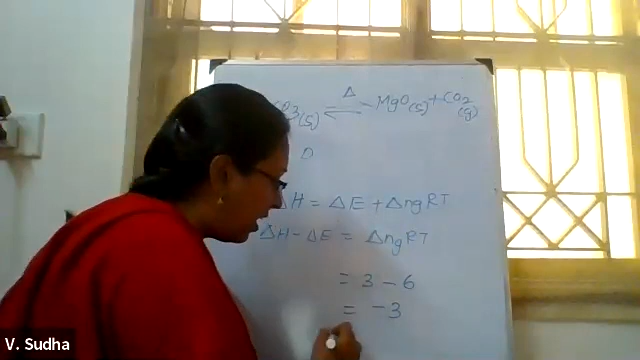 O3(s) ⇌ Δ MgO(s) + CO2(g)
ΔH = ΔE + ΔngRT
ΔH - ΔE = ΔngRT
= 3 - 6
= -3
V. Sudha